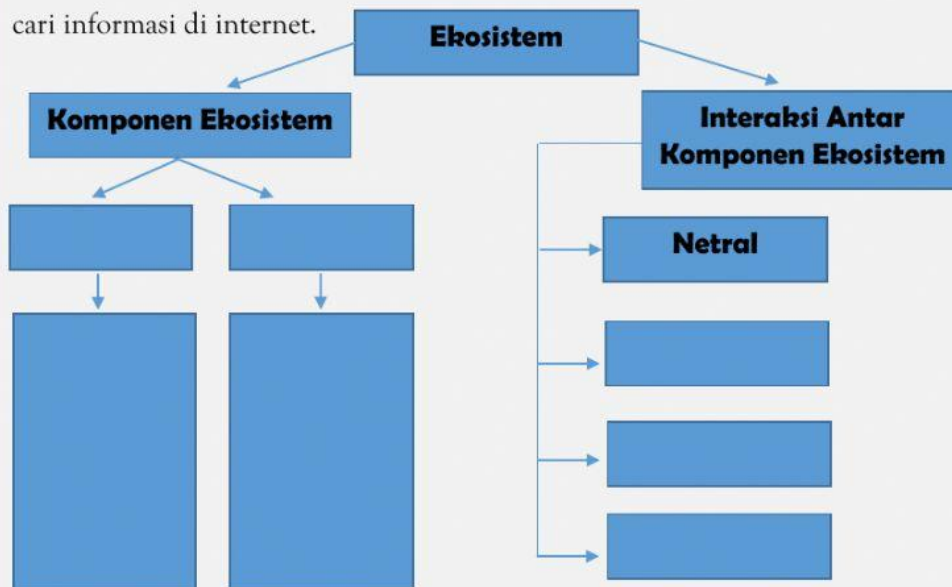 cari informasi di internet.
Ekosistem
Komponen Ekosistem
Interaksi Antar
Komponen Ekosistem
Netral